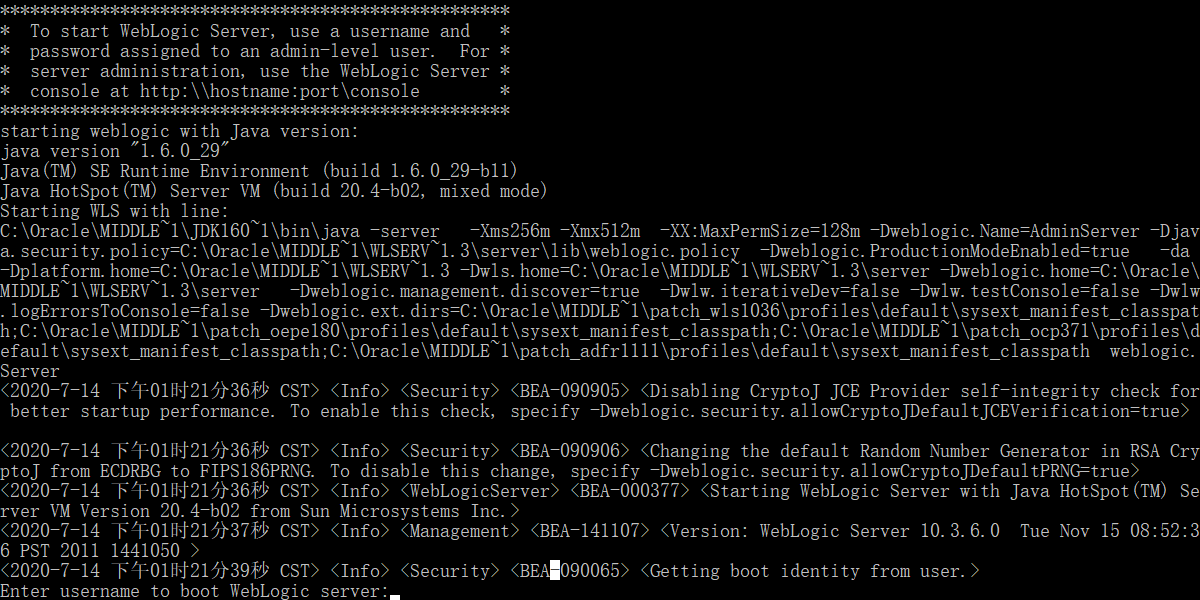 ***************************************************
*  To start WebLogic Server, use a username and   *
*  password assigned to an admin-level user.  For *
*  server administration, use the WebLogic Server *
*  console at http:\\hostname:port\console        *
***************************************************
starting weblogic with Java version:
java version "1.6.0_29"
Java(TM) SE Runtime Environment (build 1.6.0_29-b11)
Java HotSpot(TM) Server VM (build 20.4-b02, mixed mode)
Starting WLS with line:
C:\Oracle\MIDDLE~1\JDK160~1\bin\java -server   -Xms256m -Xmx512m  -XX:MaxPermSize=128m -Dweblogic.Name=AdminServer -Djav
a.security.policy=C:\Oracle\MIDDLE~1\WLSERV~1.3\server\lib\weblogic.policy  -Dweblogic.ProductionModeEnabled=true   -da
-Dplatform.home=C:\Oracle\MIDDLE~1\WLSERV~1.3 -Dwls.home=C:\Oracle\MIDDLE~1\WLSERV~1.3\server -Dweblogic.home=C:\Oracle\
MIDDLE~1\WLSERV~1.3\server   -Dweblogic.management.discover=true  -Dwlw.iterativeDev=false -Dwlw.testConsole=false -Dwlw
.logErrorsToConsole=false -Dweblogic.ext.dirs=C:\Oracle\MIDDLE~1\patch_wls1036\profiles\default\sysext_manifest_classpat
h;C:\Oracle\MIDDLE~1\patch_oepe180\profiles\default\sysext_manifest_classpath;C:\Oracle\MIDDLE~1\patch_ocp371\profiles\d
efault\sysext_manifest_classpath;C:\Oracle\MIDDLE~1\patch_adfr1111\profiles\default\sysext_manifest_classpath  weblogic.
Server
<2020-7-14 下午01时21分36秒 CST> <Info> <Security> <BEA-090905> <Disabling CryptoJ JCE Provider self-integrity check for
 better startup performance. To enable this check, specify -Dweblogic.security.allowCryptoJDefaultJCEVerification=true>
<2020-7-14 下午01时21分36秒 CST> <Info> <Security> <BEA-090906> <Changing the default Random Number Generator in RSA Cry
ptoJ from ECDRBG to FIPS186PRNG. To disable this change, specify -Dweblogic.security.allowCryptoJDefaultPRNG=true>
<2020-7-14 下午01时21分36秒 CST> <Info> <WebLogicServer> <BEA-000377> <Starting WebLogic Server with Java HotSpot(TM) Se
rver VM Version 20.4-b02 from Sun Microsystems Inc.>
<2020-7-14 下午01时21分37秒 CST> <Info> <Management> <BEA-141107> <Version: WebLogic Server 10.3.6.0  Tue Nov 15 08:52:3
6 PST 2011 1441050 >
<2020-7-14 下午01时21分39秒 CST> <Info> <Security> <BEA-090065> <Getting boot identity from user.>
Enter username to boot WebLogic server: